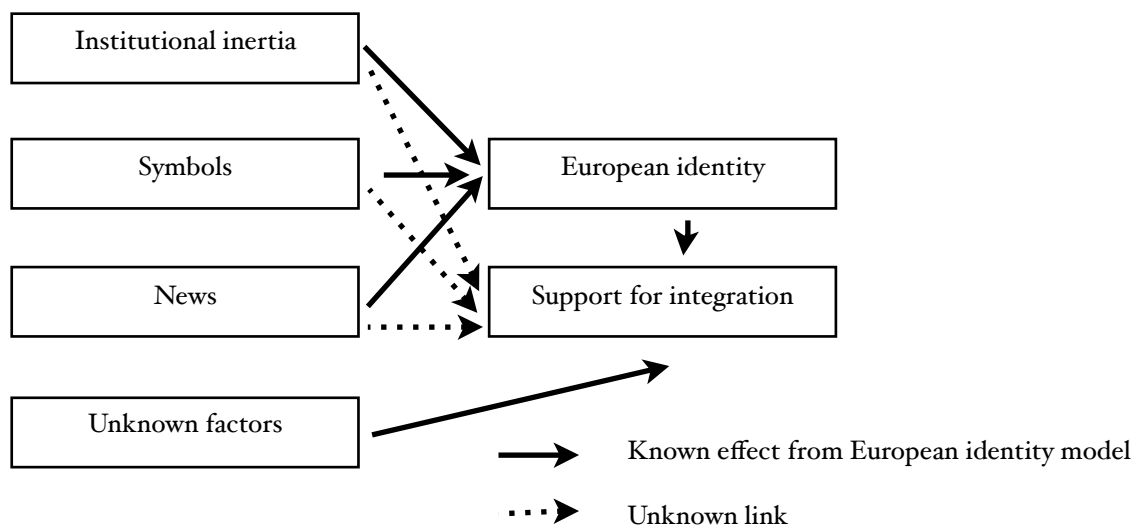 Institutional inertia
Symbols
European identity
News
Support for integration
Unknown factors
Known effect from European identity model
Unknown link